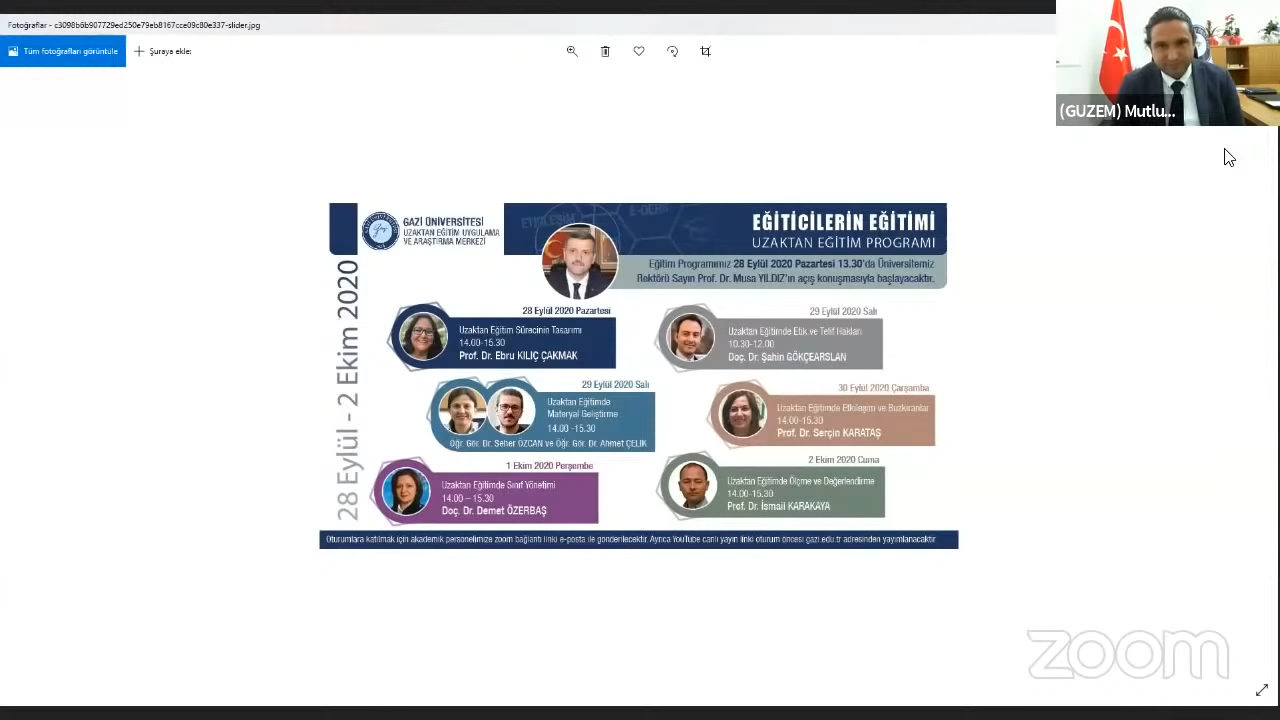 Fotoğraflar - c3098b6b907729ed250e79eb8167cce09c80e337-slider.jpg
Tüm fotoğrafları görüntüle
Şuraya ekle:
(GUZEM) Mutlu...
GAZİ ÜNİVERSİTESİ
UZAKTAN EĞİTİM UYGULAMA
VE ARAŞTIRMA MERKEZİ
ETKİLEŞİM
E-DERS
EĞİTİCİLERİN EĞİTİMİ
UZAKTAN EĞİTİM PROGRAMI
Eğitim Programımız 28 Eylül 2020 Pazartesi 13.30'da Üniversitemiz
Rektörü Sayın Prof. Dr. Musa YILDIZ'ın açış konuşmasıyla başlayacaktır.
28 Eylül - 2 Ekim 2020
28 Eylül 2020 Pazartesi
Uzaktan Eğitim Sürecinin Tasarımı
14.00-15.30
Prof. Dr. Ebru KILIÇ ÇAKMAK
29 Eylül 2020 Salı
Uzaktan Eğitimde Etik ve Telif Hakları
10.30-12.00
Doç. Dr. Şahin GÖKÇEARSLAN
29 Eylül 2020 Salı
Uzaktan Eğitimde
Materyal Geliştirme
14.00 -15.30
Öğr. Gör. Dr. Seher ÖZCAN ve Öğr. Gör. Dr. Ahmet ÇELİK
30 Eylül 2020 Çarşamba
Uzaktan Eğitimde Etkileşim ve Buzkıranlar
14.00-15.30
Prof. Dr. Serçin KARATAŞ
1 Ekim 2020 Perşembe
Uzaktan Eğitimde Sınıf Yönetimi
14.00 – 15.30
Doç. Dr. Demet ÖZERBAŞ
2 Ekim 2020 Cuma
Uzaktan Eğitimde Ölçme ve Değerlendirme
14.00-15.30
Prof. Dr. İsmail KARAKAYA
Oturumlara katılmak için akademik personelimize zoom bağlantı linki e-posta ile gönderilecektir. Ayrıca YouTube canlı yayın linki oturum öncesi gazi.edu.tr adresinden yayımlanacaktır
zoom